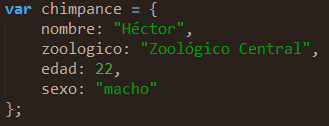 var chimpance = {
    nombre: "Héctor",
    zoologico: "Zoológico Central",
    edad: 22,
    sexo: "macho"
};